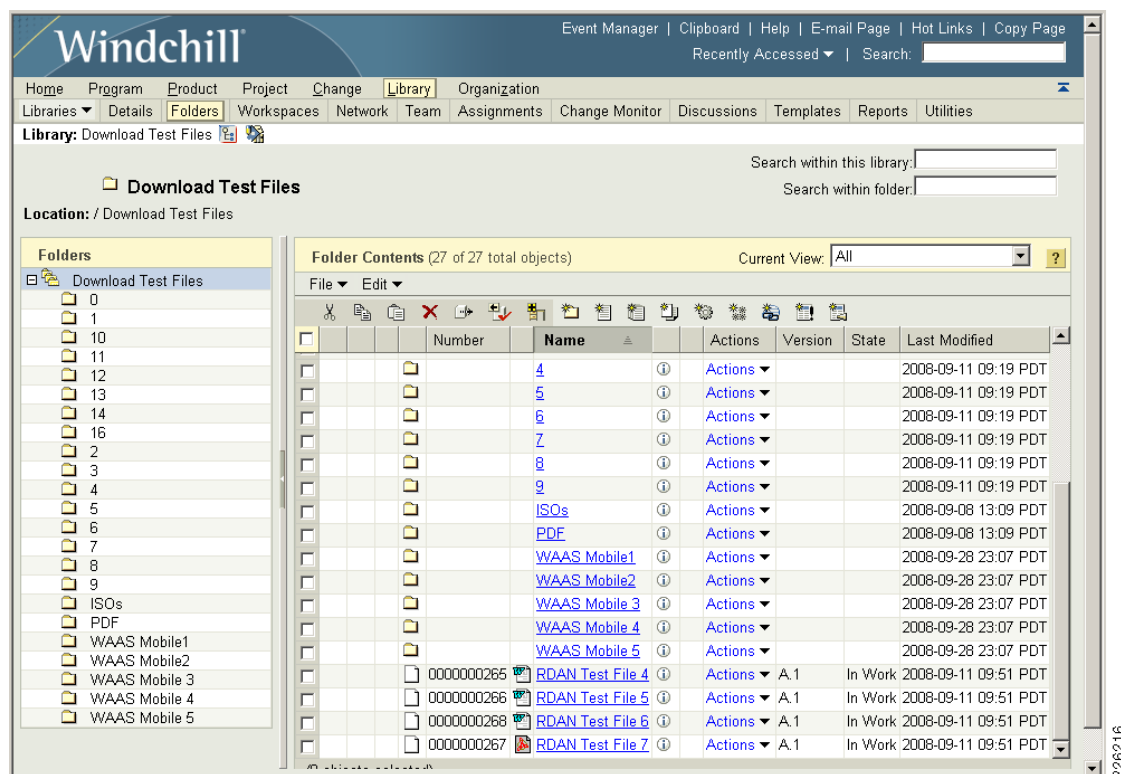 Windchill
Event Manager | Clipboard | Help | E-mail Page | Hot Links | Copy Page
Recently Accessed ▼ | Search:
Home Program Product Project Change Library Organization
Libraries ▼ Details Folders Workspaces Network Team Assignments Change Monitor Discussions Templates Reports Utilities
Library: Download Test Files
Search within this library:
Download Test Files
Search within folder:
Location: / Download Test Files
Folders
Download Test Files
0
1
10
11
12
13
14
16
2
3
4
5
6
7
8
9
ISOs
PDF
WAAS Mobile1
WAAS Mobile2
WAAS Mobile 3
WAAS Mobile 4
WAAS Mobile 5
Folder Contents (27 of 27 total objects) Current View: All ?
File ▼ Edit ▼
Number Name Actions Version State Last Modified
4 Actions ▼ 2008-09-11 09:19 PDT
5 Actions ▼ 2008-09-11 09:19 PDT
6 Actions ▼ 2008-09-11 09:19 PDT
7 Actions ▼ 2008-09-11 09:19 PDT
8 Actions ▼ 2008-09-11 09:19 PDT
9 Actions ▼ 2008-09-11 09:19 PDT
ISOs Actions ▼ 2008-09-08 13:09 PDT
PDF Actions ▼ 2008-09-08 13:09 PDT
WAAS Mobile1 Actions ▼ 2008-09-28 23:07 PDT
WAAS Mobile2 Actions ▼ 2008-09-28 23:07 PDT
WAAS Mobile 3 Actions ▼ 2008-09-28 23:07 PDT
WAAS Mobile 4 Actions ▼ 2008-09-28 23:07 PDT
WAAS Mobile 5 Actions ▼ 2008-09-28 23:07 PDT
0000000265 RDAN Test File 4 Actions ▼ A.1 In Work 2008-09-11 09:51 PDT
0000000266 RDAN Test File 5 Actions ▼ A.1 In Work 2008-09-11 09:51 PDT
0000000268 RDAN Test File 6 Actions ▼ A.1 In Work 2008-09-11 09:51 PDT
0000000267 RDAN Test File 7 Actions ▼ A.1 In Work 2008-09-11 09:51 PDT